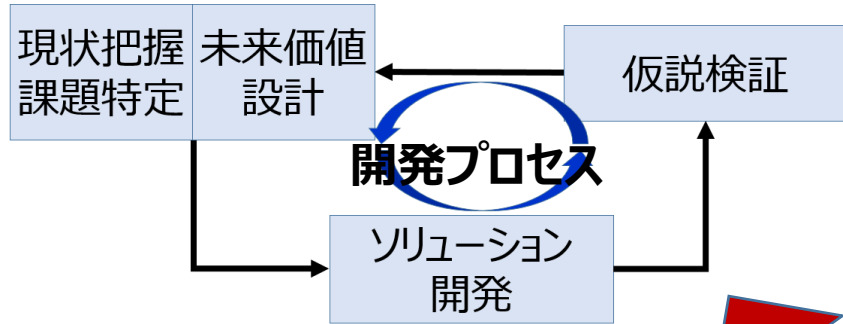 現状把握
課題特定
未来価値
設計
仮説検証
開発プロセス
ソリューション
開発